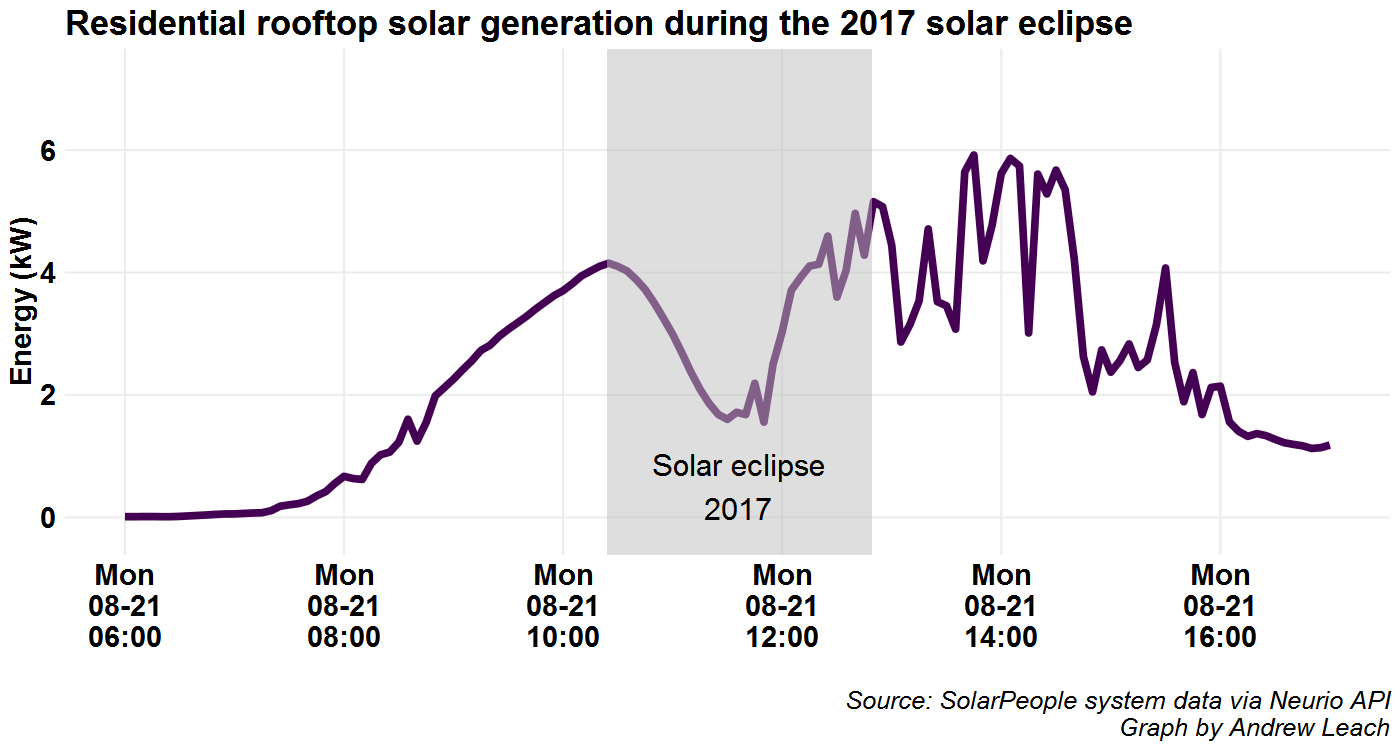 Residential rooftop solar generation during the 2017 solar eclipse
Energy (kW)
6
4
2
0
Solar eclipse
2017
Mon Mon Mon Mon Mon Mon
08-21 08-21 08-21 08-21 08-21 08-21
06:00 08:00 10:00 12:00 14:00 16:00
Source: SolarPeople system data via Neurio API
Graph by Andrew Leach